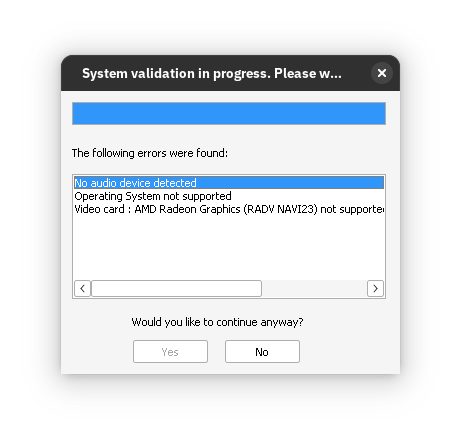 System validation in progress. Please w...
The following errors were found:
No audio device detected
Operating System not supported
Video card : AMD Radeon Graphics (RADV NAVI23) not supporte
Would you like to continue anyway?
Yes
No